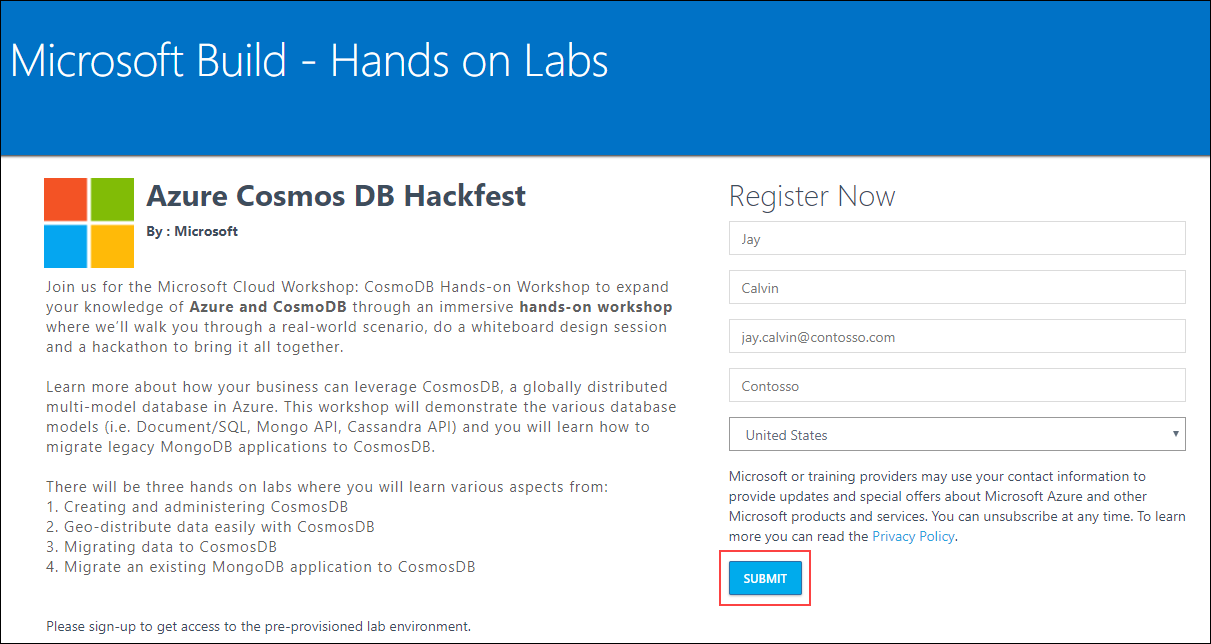 Microsoft Build - Hands on Labs
Azure Cosmos DB Hackfest
By : Microsoft
Join us for the Microsoft Cloud Workshop: CosmoDB Hands-on Workshop to expand
your knowledge of Azure and CosmoDB through an immersive hands-on workshop
where we’ll walk you through a real-world scenario, do a whiteboard design session
and a hackathon to bring it all together.
Learn more about how your business can leverage CosmosDB, a globally distributed
multi-model database in Azure. This workshop will demonstrate the various database
models (i.e. Document/SQL, Mongo API, Cassandra API) and you will learn how to
migrate legacy MongoDB applications to CosmosDB.
There will be three hands on labs where you will learn various aspects from:
1. Creating and administering CosmosDB
2. Geo-distribute data easily with CosmosDB
3. Migrating data to CosmosDB
4. Migrate an existing MongoDB application to CosmosDB
Please sign-up to get access to the pre-provisioned lab environment.
Register Now
Jay
Calvin
jay.calvin@contosso.com
Contosso
United States
Microsoft or training providers may use your contact information to
provide updates and special offers about Microsoft Azure and other
Microsoft products and services. You can unsubscribe at any time. To learn
more you can read the Privacy Policy.
SUBMIT